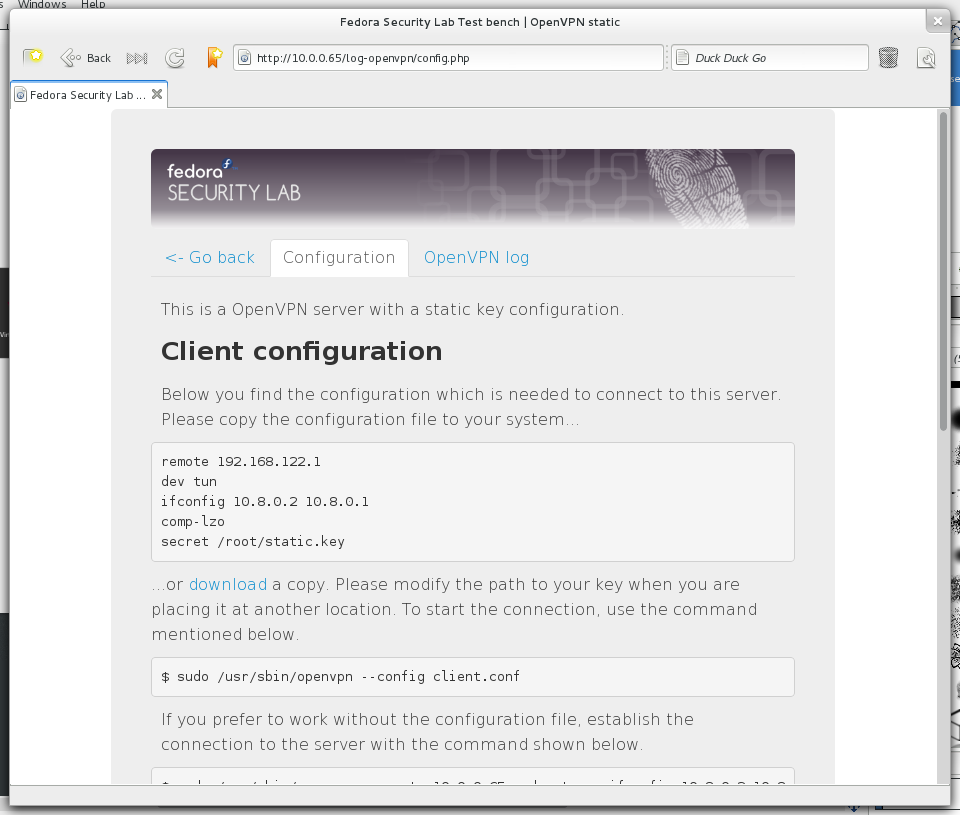 Windows Help
Fedora Security Lab Test bench | OpenVPN static
Back
http://10.0.0.65/log-openvpn/config.php
Duck Duck Go
Fedora Security Lab ...
fedora
SECURITY LAB
<- Go back
Configuration
OpenVPN log
This is a OpenVPN server with a static key configuration.
Client configuration
Below you find the configuration which is needed to connect to this server.
Please copy the configuration file to your system...
remote 192.168.122.1
dev tun
ifconfig 10.8.0.2 10.8.0.1
comp-lzo
secret /root/static.key
...or download a copy. Please modify the path to your key when you are
placing it at another location. To start the connection, use the command
mentioned below.
$ sudo /usr/sbin/openvpn --config client.conf
If you prefer to work without the configuration file, establish the
connection to the server with the command shown below.